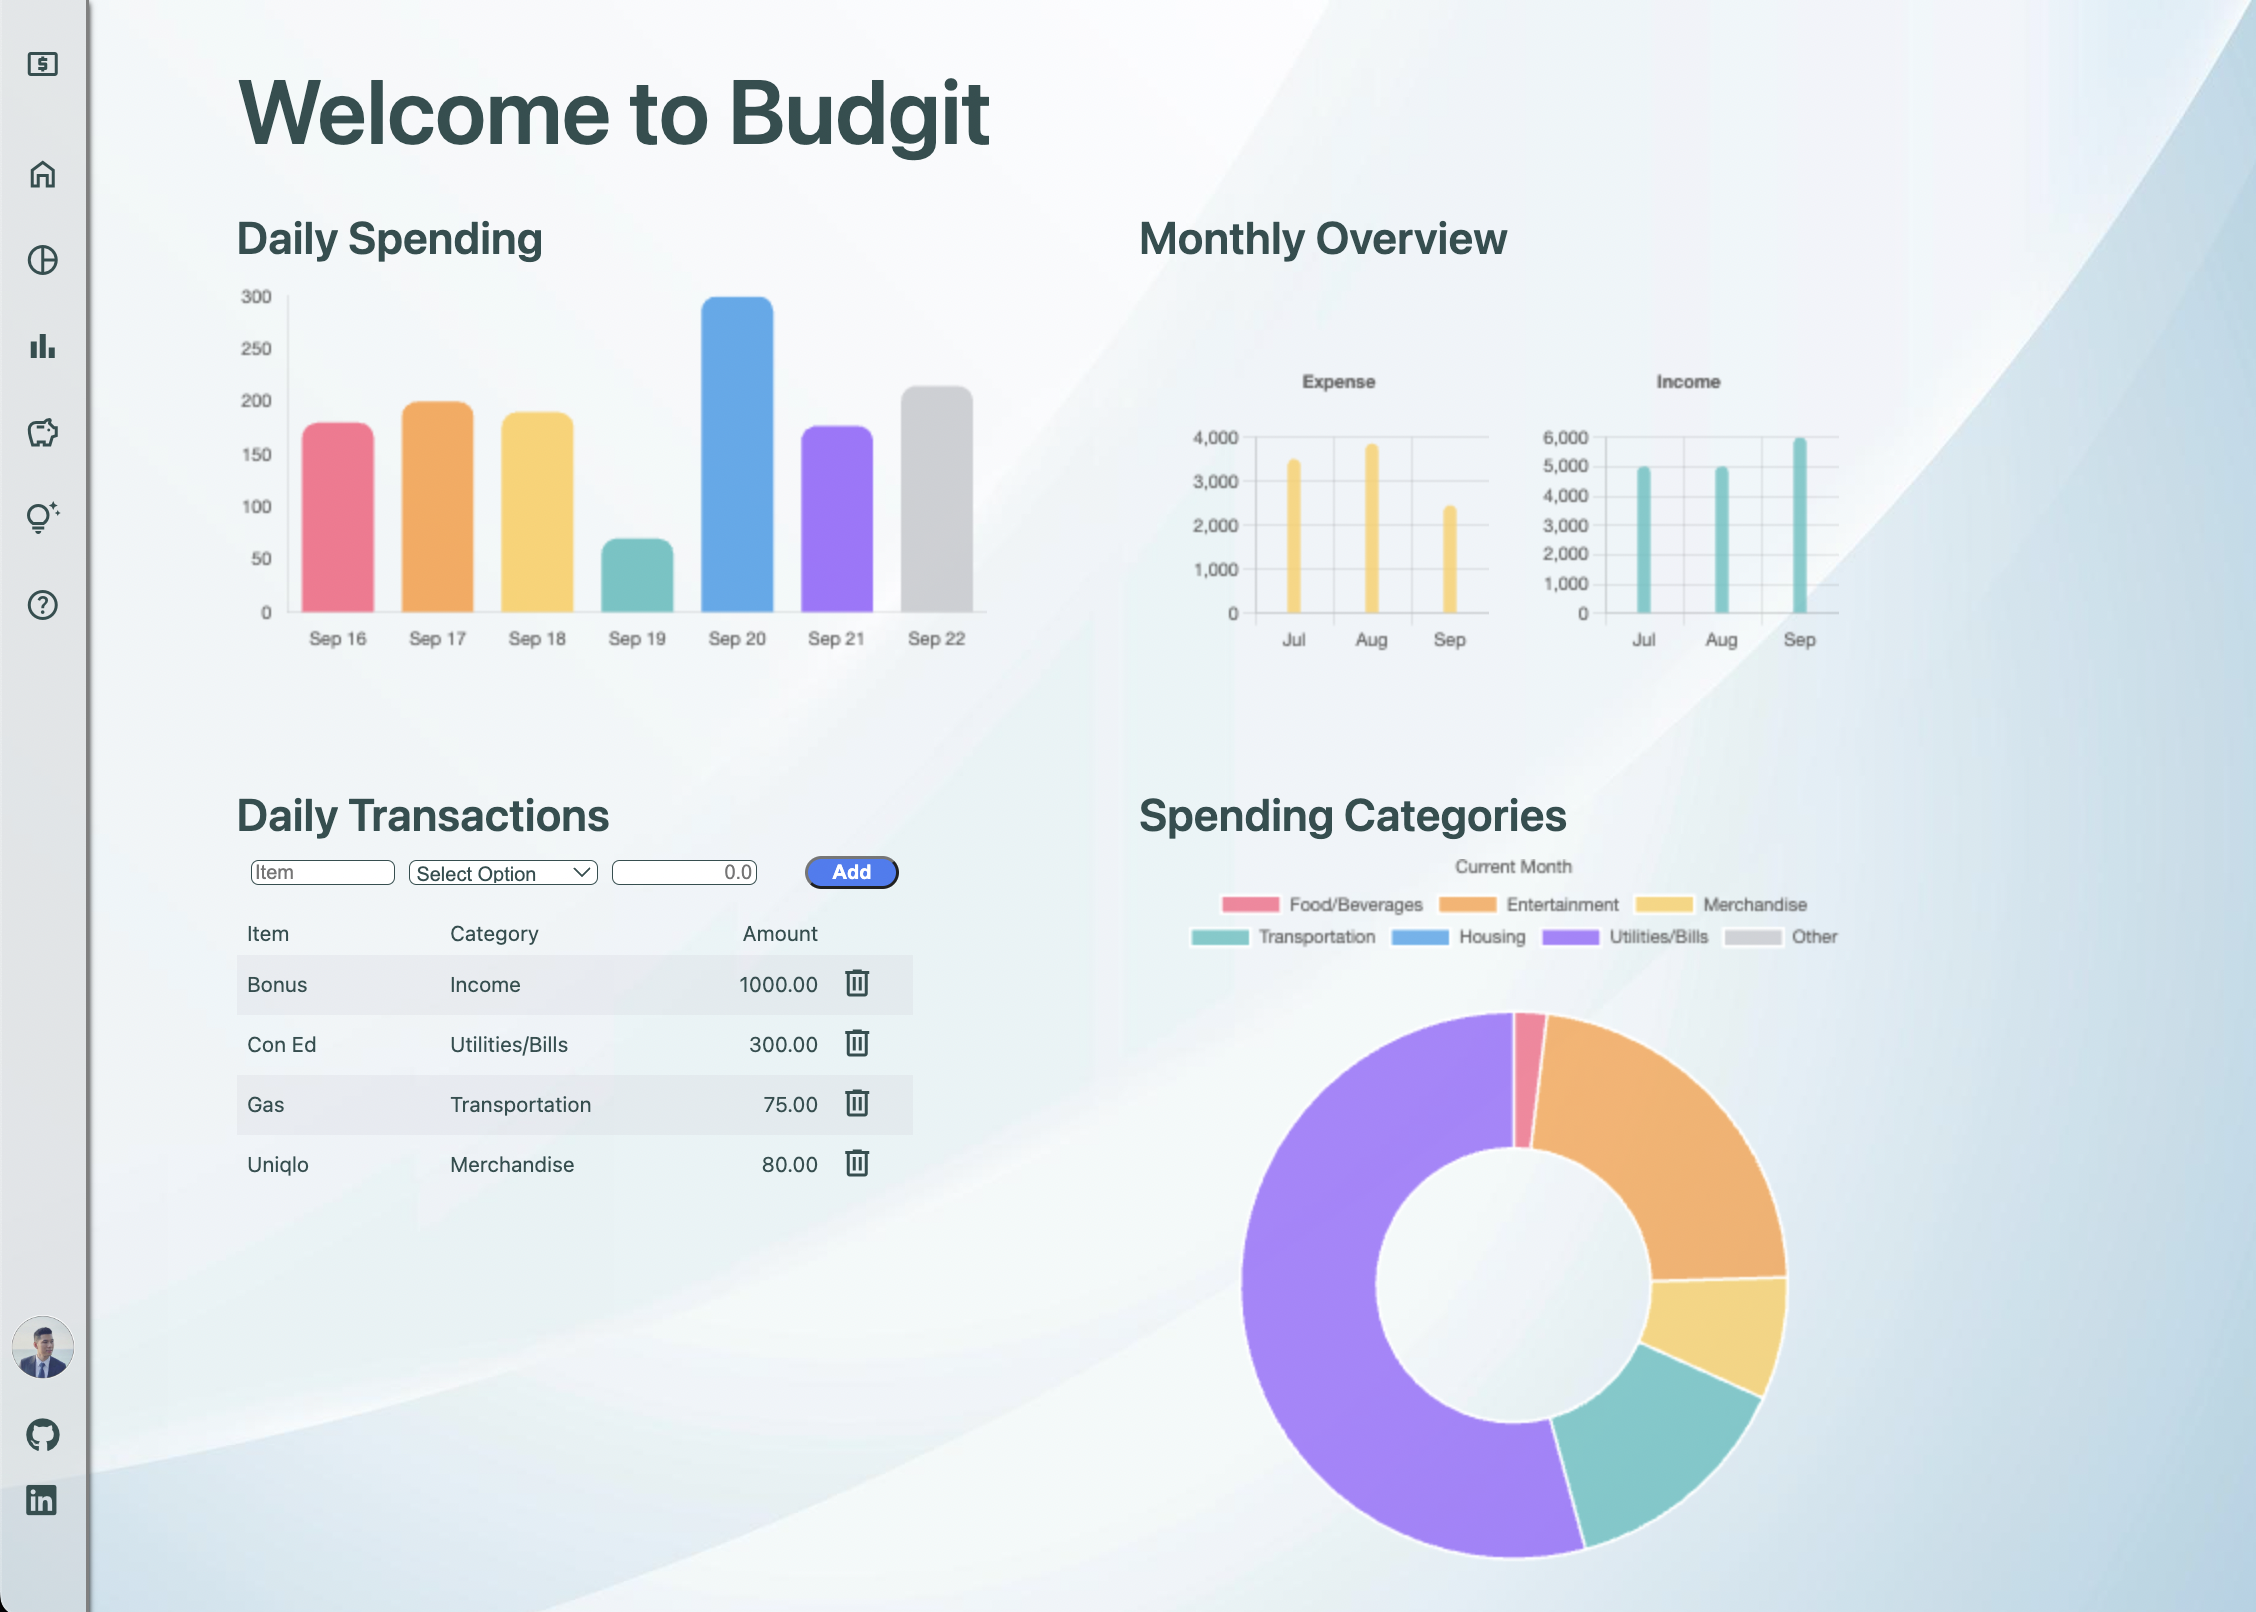 Welcome to Budgit
Daily Spending
300
250
200
150
100
50
0
Sep 16 Sep 17 Sep 18 Sep 19 Sep 20 Sep 21 Sep 22
Monthly Overview
Expense
4,000
3,000
2,000
1,000
0
Jul Aug Sep
Income
6,000
5,000
4,000
3,000
2,000
1,000
0
Jul Aug Sep
Daily Transactions
Item Select Option 0.0 Add
Item Category Amount
Bonus Income 1000.00
Con Ed Utilities/Bills 300.00
Gas Transportation 75.00
Uniqlo Merchandise 80.00
Spending Categories
Current Month
Food/Beverages Entertainment Merchandise
Transportation Housing Utilities/Bills Other
$
?
in